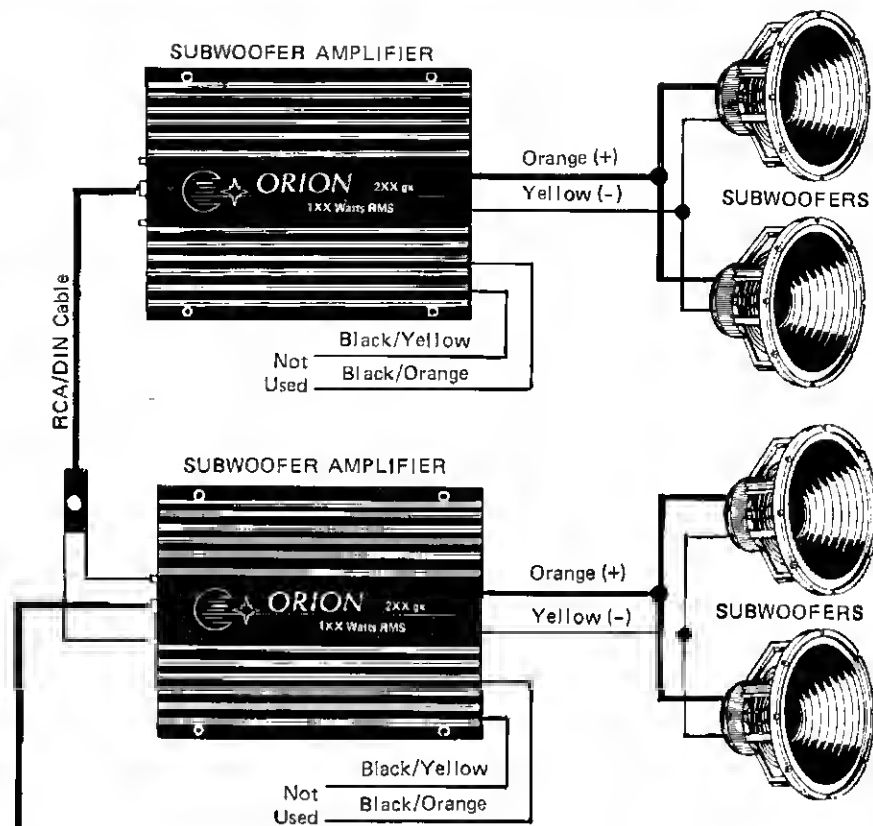 SUBWOOFER AMPLIFIER
ORION 2XX gx
1XX Watts RMS
Orange (+)
Yellow (-)
SUBWOOFERS
Black/Yellow
Not
Used
Black/Orange
RCA/DIN Cable
SUBWOOFER AMPLIFIER
ORION 2XX gx
1XX Watts RMS
Orange (+)
Yellow (-)
SUBWOOFERS
Black/Yellow
Not
Used
Black/Orange